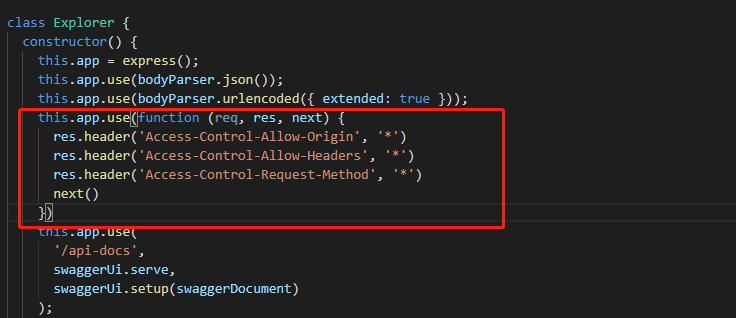 class Explorer {
constructor() {
this.app = express();
this.app.use(bodyParser.json());
this.app.use(bodyParser.urlencoded({ extended: true }));
this.app.use(function (req, res, next) {
res.header('Access-Control-Allow-Origin', '*')
res.header('Access-Control-Allow-Headers', '*')
res.header('Access-Control-Request-Method', '*')
next()
})
this.app.use(
'/api-docs',
swaggerUi.serve,
swaggerUi.setup(swaggerDocument)
);